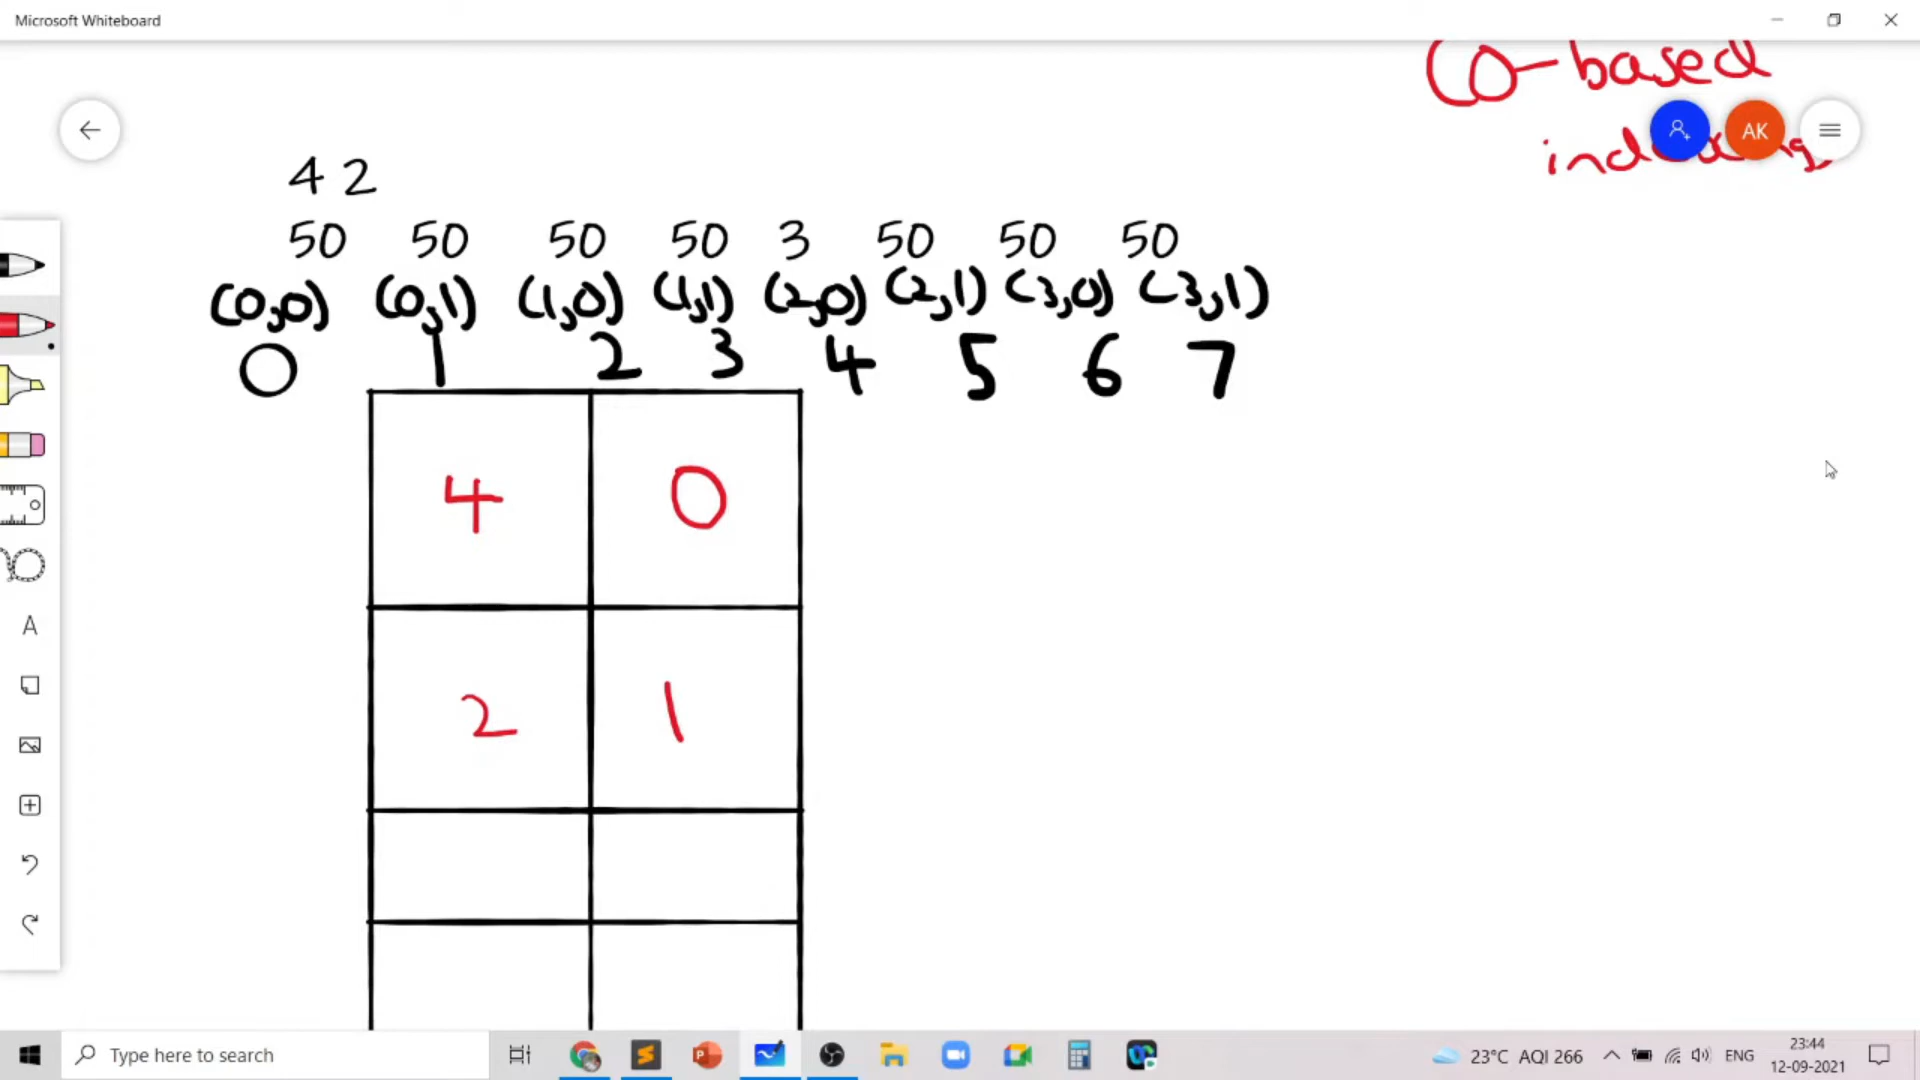 Microsoft Whiteboard
0-based
indexing
AK
4 2
50 50 50 50 3 50 50 50
(0,0) (0,1) (1,0) (1,1) (2,0) (2,1) (3,0) (3,1)
0 1 2 3 4 5 6 7
4 0
2 1
A
Type here to search
23°C AQI 266
ENG
23:44
12-09-2021